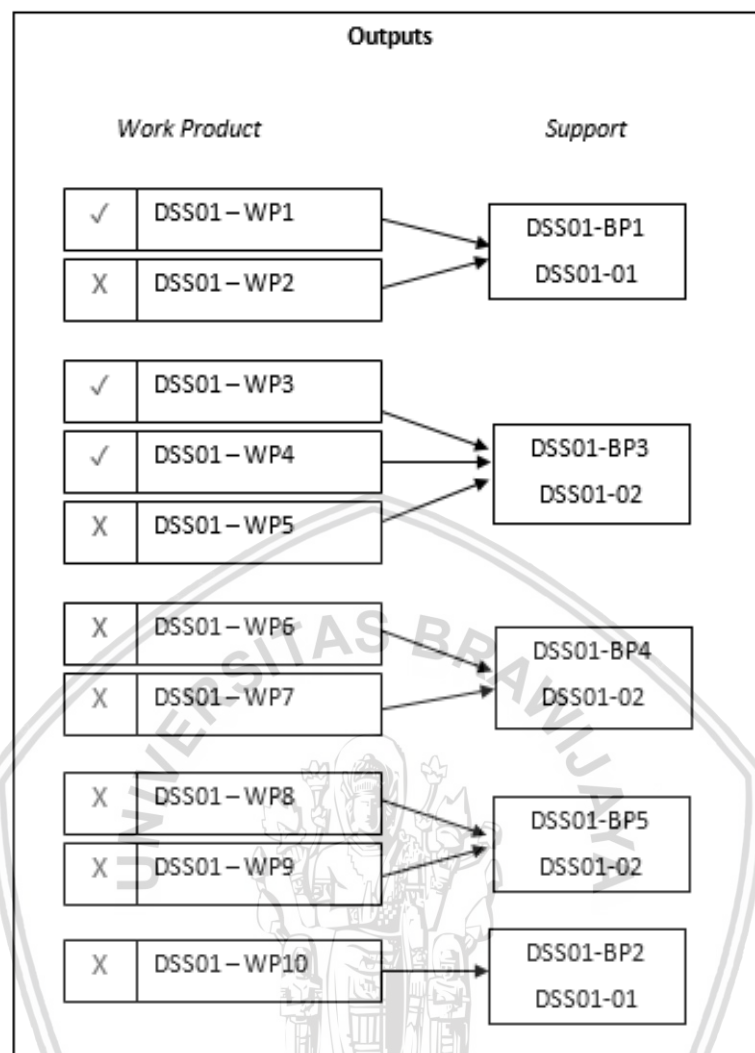 Outputs
Work Product
Support
✓ DSS01 – WP1
X DSS01 – WP2
DSS01-BP1
DSS01-01
✓ DSS01 – WP3
✓ DSS01 – WP4
X DSS01 – WP5
DSS01-BP3
DSS01-02
X DSS01 – WP6
X DSS01 – WP7
DSS01-BP4
DSS01-02
X DSS01 – WP8
X DSS01 – WP9
DSS01-BP5
DSS01-02
X DSS01 – WP10
DSS01-BP2
DSS01-01
UNIVERSITAS BRAWIJAYA